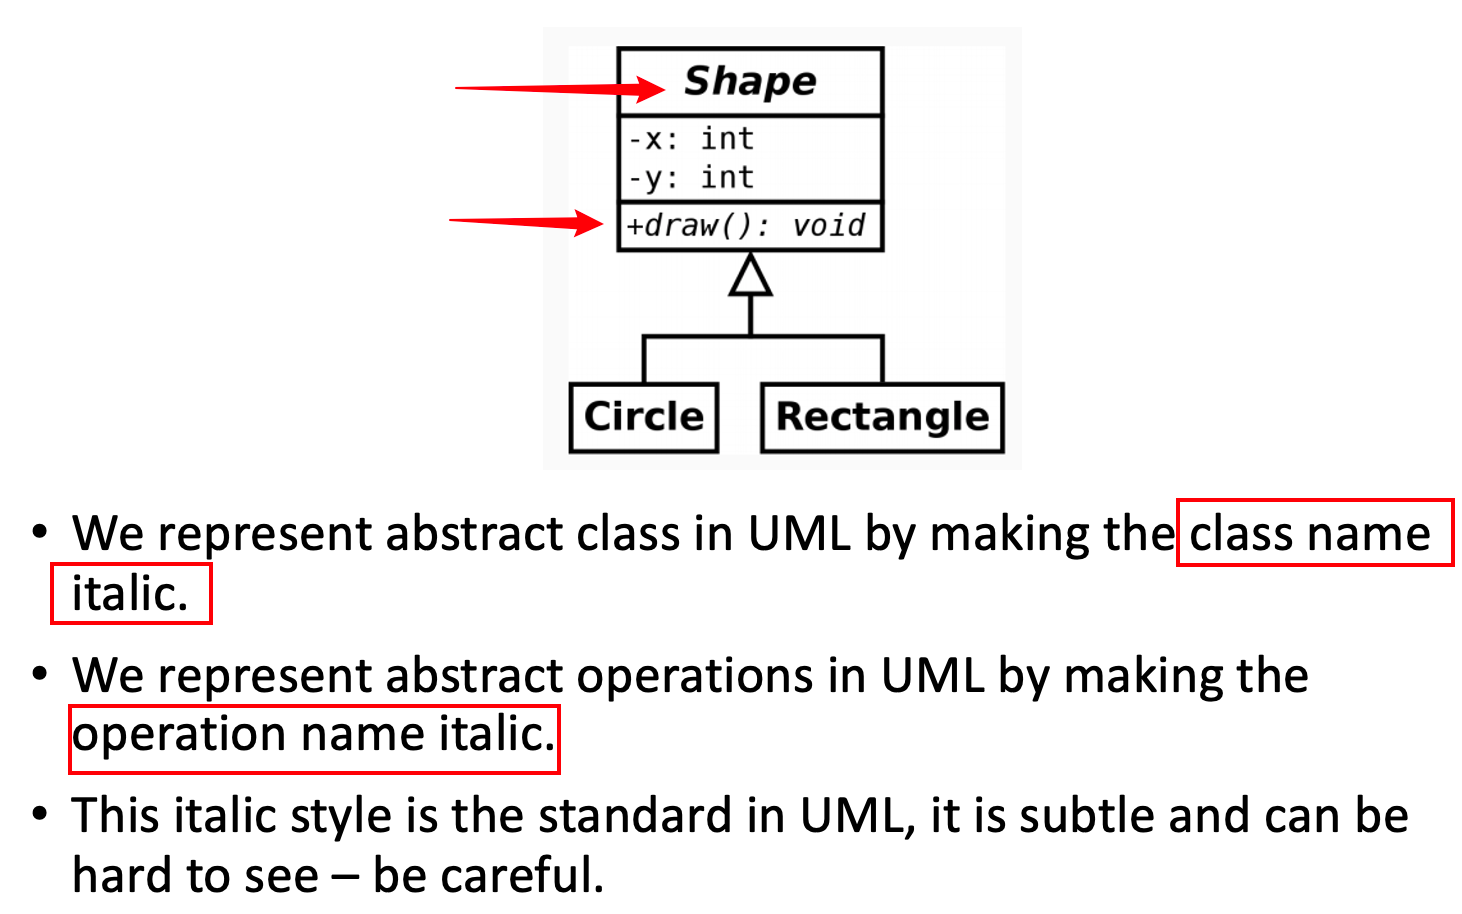 Shape
-x: int
-y: int
+draw(): void
Circle Rectangle
• We represent abstract class in UML by making the class name
italic.
• We represent abstract operations in UML by making the
operation name italic.
• This italic style is the standard in UML, it is subtle and can be
hard to see – be careful.